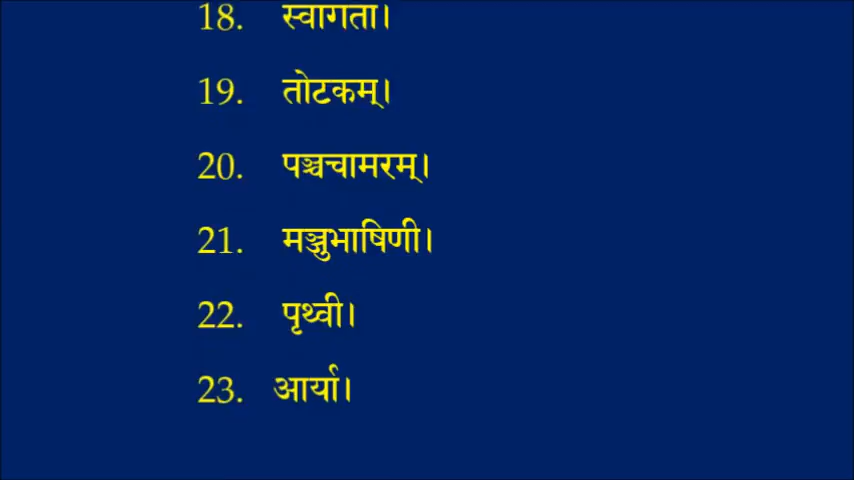 18. स्वागता।
19. तोटकम्।
20. पञ्चचामरम्।
21. मञ्जुभाषिणी।
22. पृथ्वी।
23. आर्या।